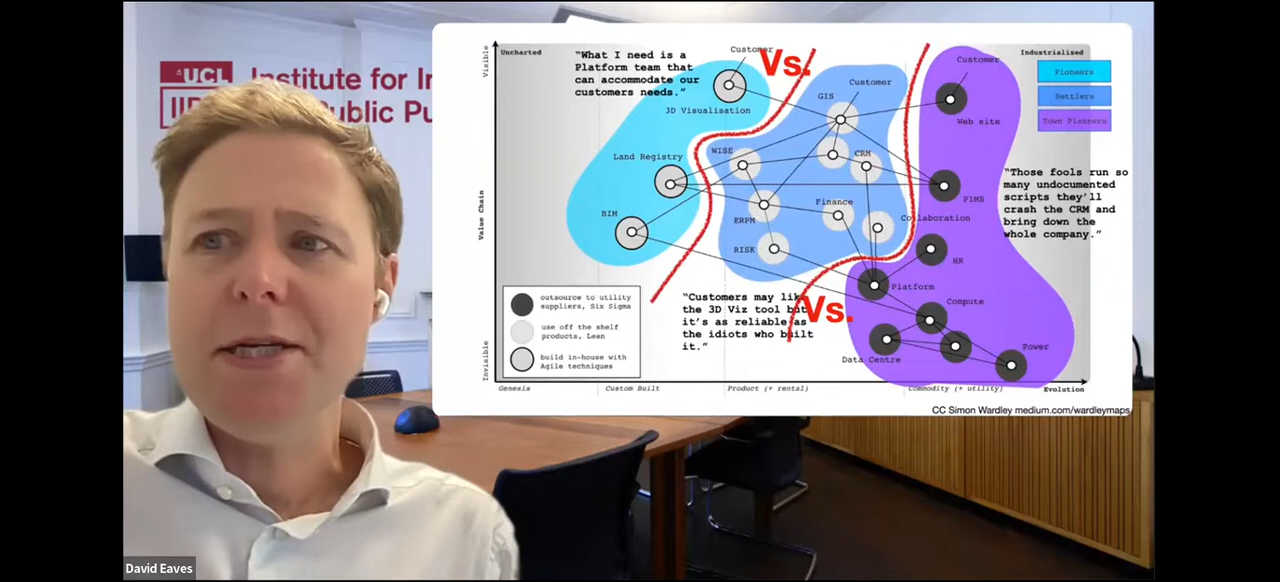 UCL
Institute for In
Public Pu
Visible
Value Chain
Invisible
Uncharted
Industrialised
"What I need is a
Platform team that
can accommodate our
customers needs."
Customer
Vs.
3D Visualisation
Land Registry
BIM
Customer
GIS
WISE
CRM
ERPM
Finance
RISK
Customer
Web site
PIMS
Collaboration
HR
Platform
Compute
Data Centre
Power
Pioneers
Settlers
Town Planners
"Those fools run so
many undocumented
scripts they'll
crash the CRM and
bring down the
whole company."
"Customers may like
the 3D Viz tool but
it's as reliable as
the idiots who built
it."
Vs.
outsource to utility
suppliers, Six Sigma
use off the shelf
products, Lean
build in-house with
Agile techniques
Genesis
Custom Built
Product (+ rental)
Commodity (+ utility)
Evolution
CC Simon Wardley medium.com/wardleymaps
David Eaves